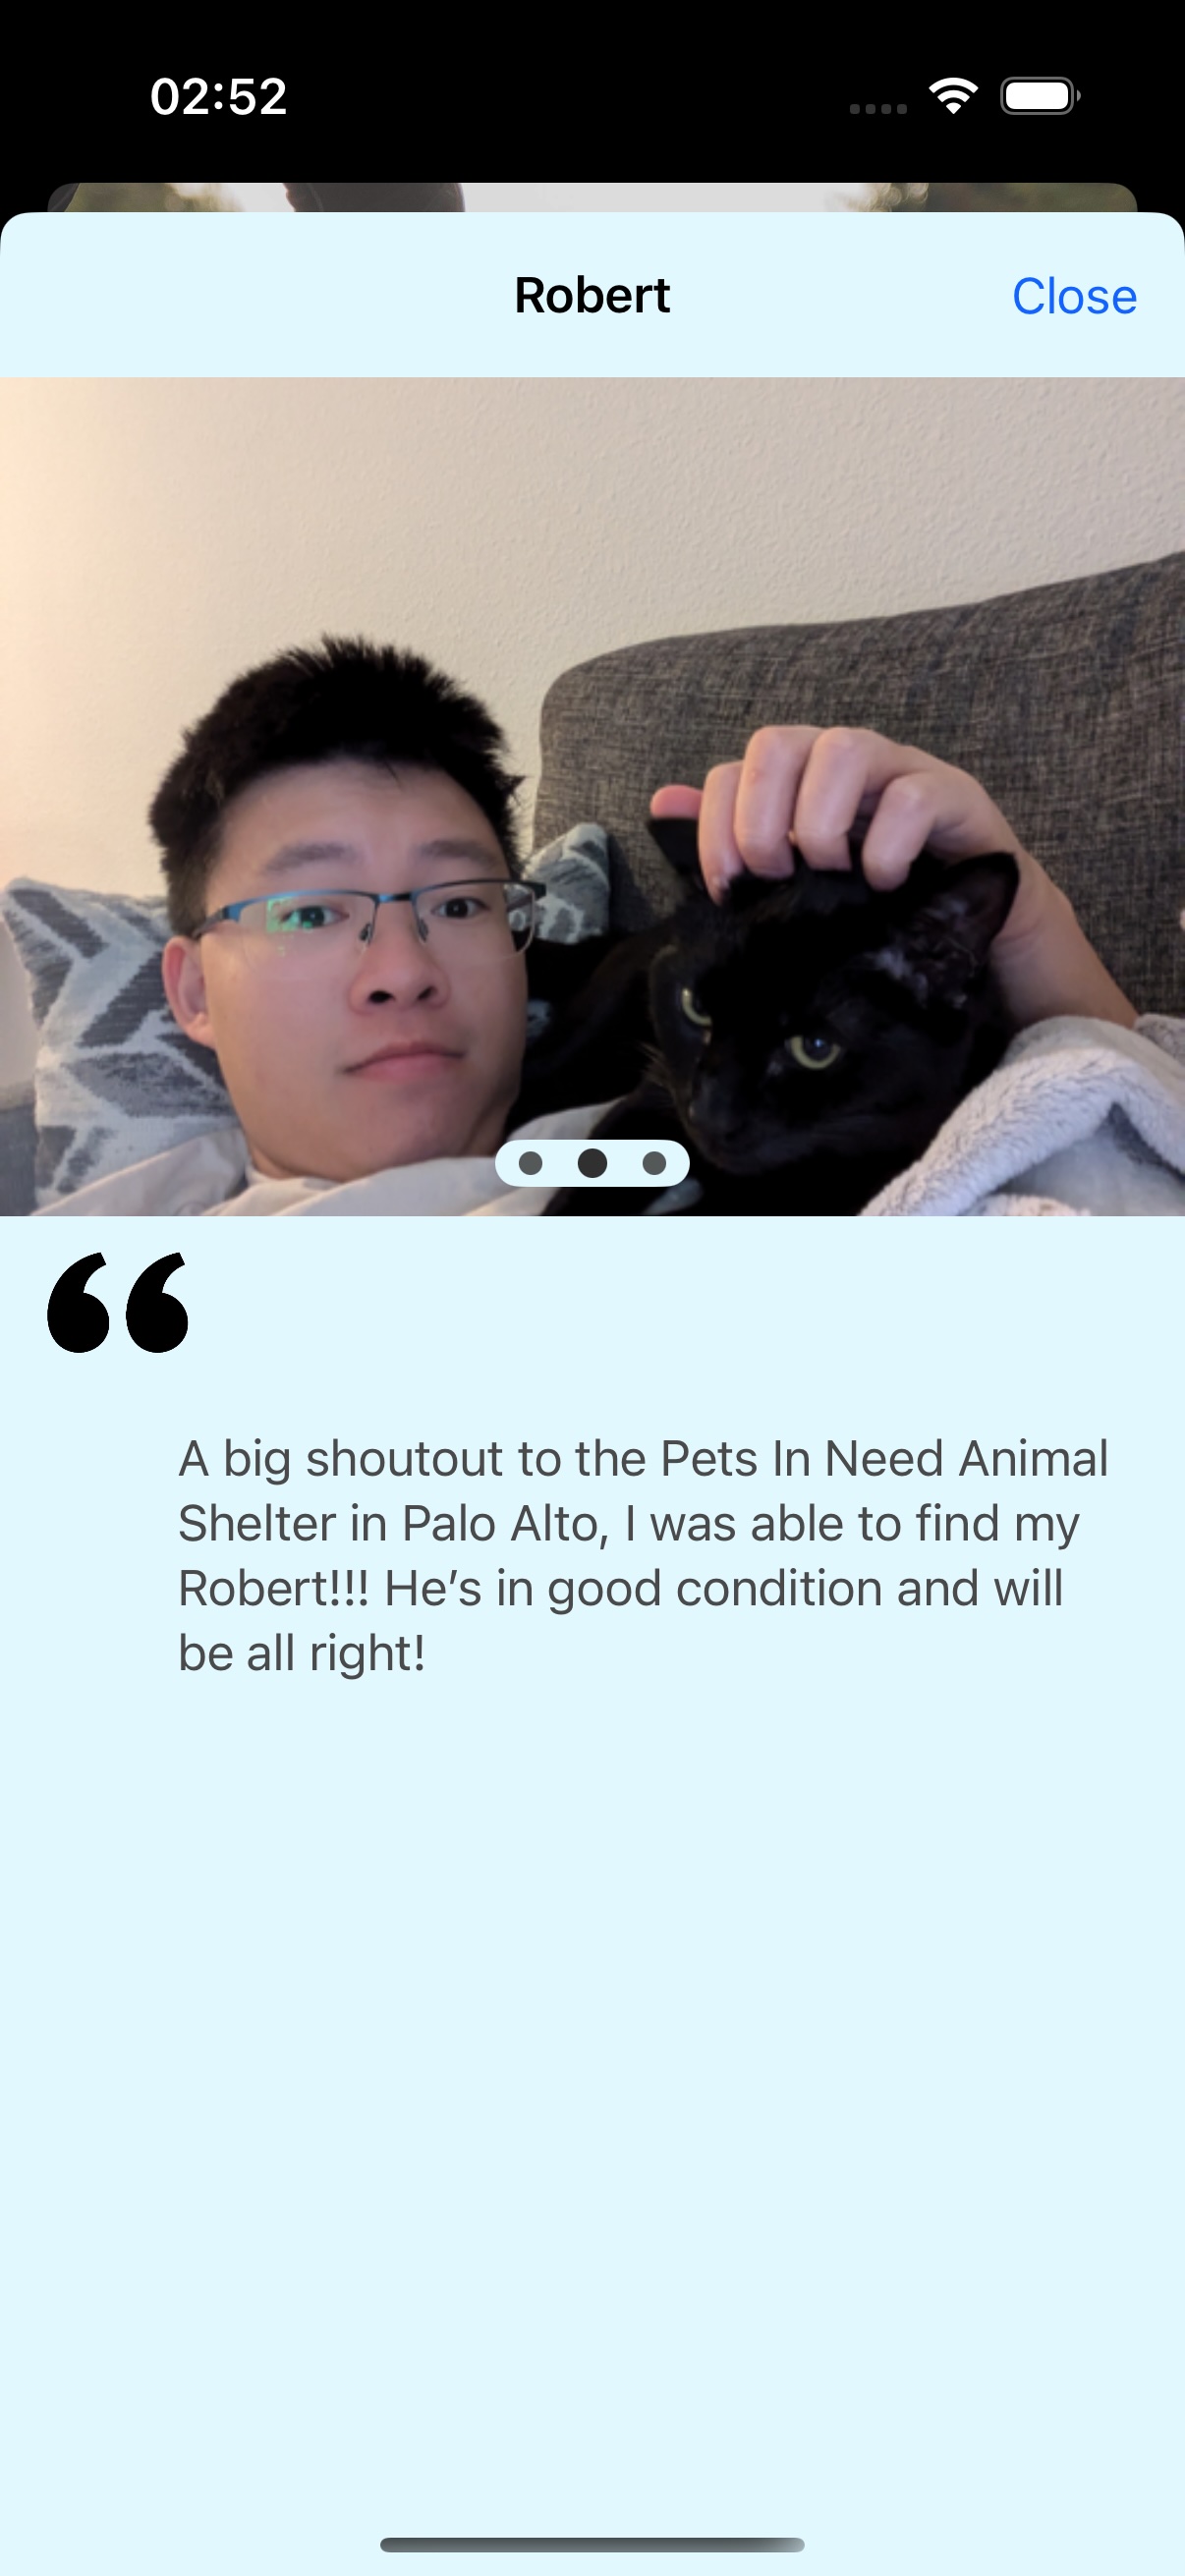 02:52
Robert
Close
“
A big shoutout to the Pets In Need Animal
Shelter in Palo Alto, I was able to find my
Robert!!! He’s in good condition and will
be all right!